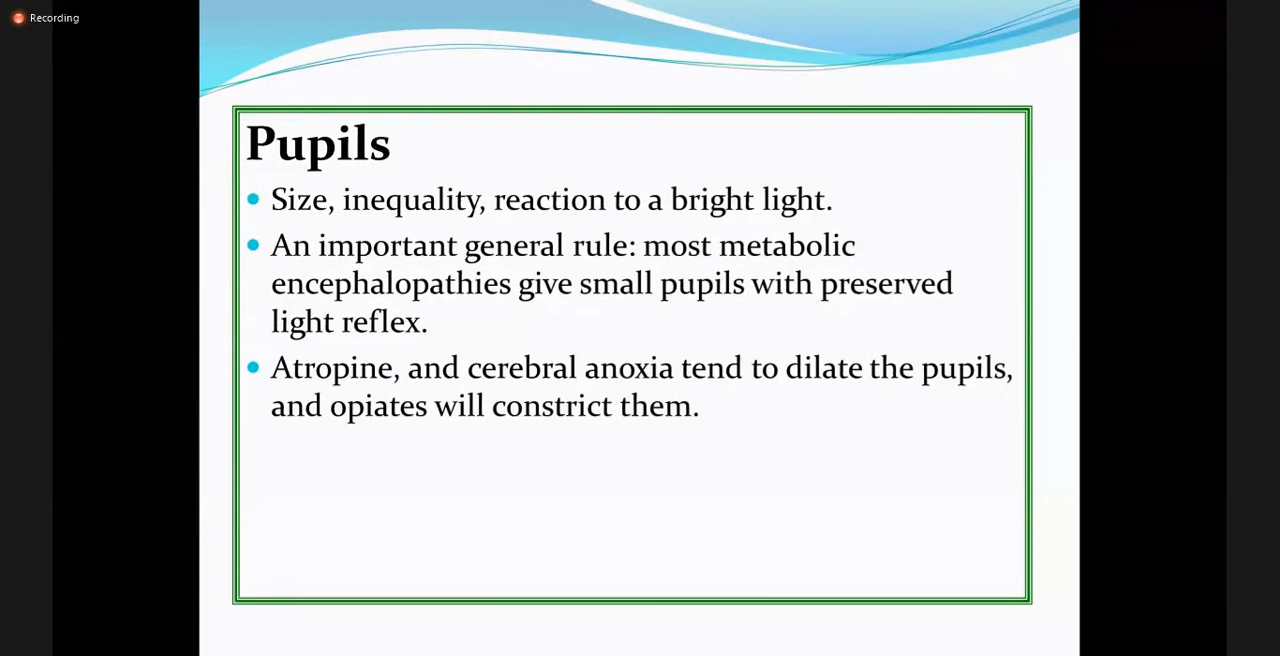 Recording
Pupils
Size, inequality, reaction to a bright light.
An important general rule: most metabolic
encephalopathies give small pupils with preserved
light reflex.
Atropine, and cerebral anoxia tend to dilate the pupils,
and opiates will constrict them.